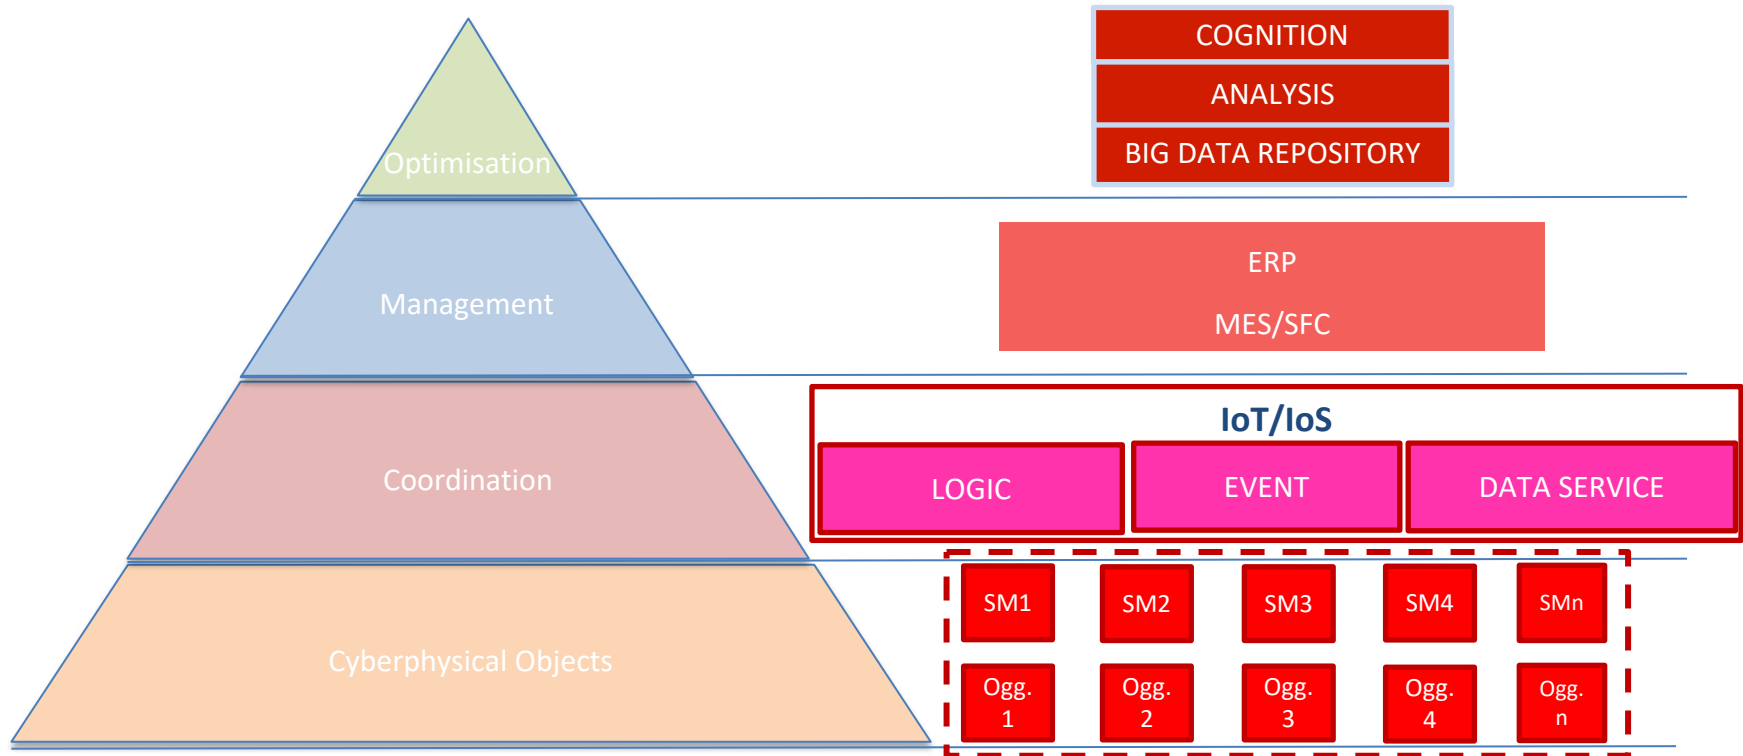 COGNITION
ANALYSIS
BIG DATA REPOSITORY
Optimisation
ERP
MES/SFC
Management
IoT/IoS
LOGIC
EVENT
DATA SERVICE
Coordination
SM1
SM2
SM3
SM4
SMn
Cyberphysical Objects
Ogg.
1
Ogg.
2
Ogg.
3
Ogg.
4
Ogg.
n